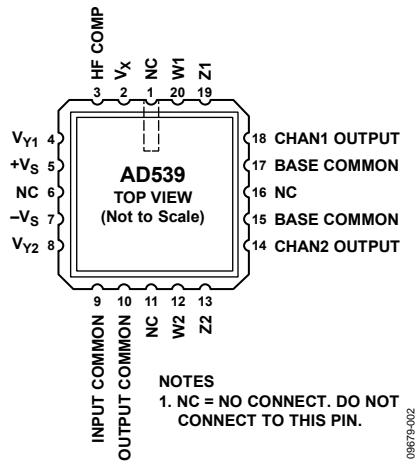 HF COMP
VX
NC
W1
Z1
3 2 1 20 19
VY1 4
+VS 5
NC 6
–VS 7
VY2 8
AD539
TOP VIEW
(Not to Scale)
18 CHAN1 OUTPUT
17 BASE COMMON
16 NC
15 BASE COMMON
14 CHAN2 OUTPUT
9 10 11 12 13
INPUT COMMON
OUTPUT COMMON
NC
W2
Z2
NOTES
1. NC = NO CONNECT. DO NOT
CONNECT TO THIS PIN.
09679-002